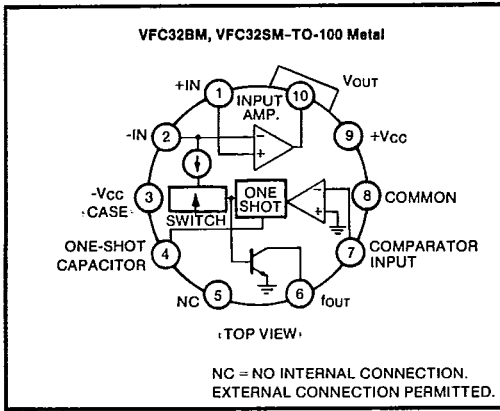 VFC32BM, VFC32SM–TO-100 Metal
+IN
VOUT
1
INPUT
AMP.
10
-IN
2
9
+VCC
-VCC
(CASE)
3
ONE
SHOT
8
COMMON
SWITCH
ONE-SHOT
CAPACITOR
4
7
COMPARATOR
INPUT
NC
5
6
fOUT
(TOP VIEW)
NC = NO INTERNAL CONNECTION.
EXTERNAL CONNECTION PERMITTED.